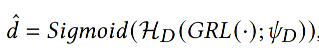 d̂ = Sigmoid(ℋ_D(GRL(·); ψ_D)),